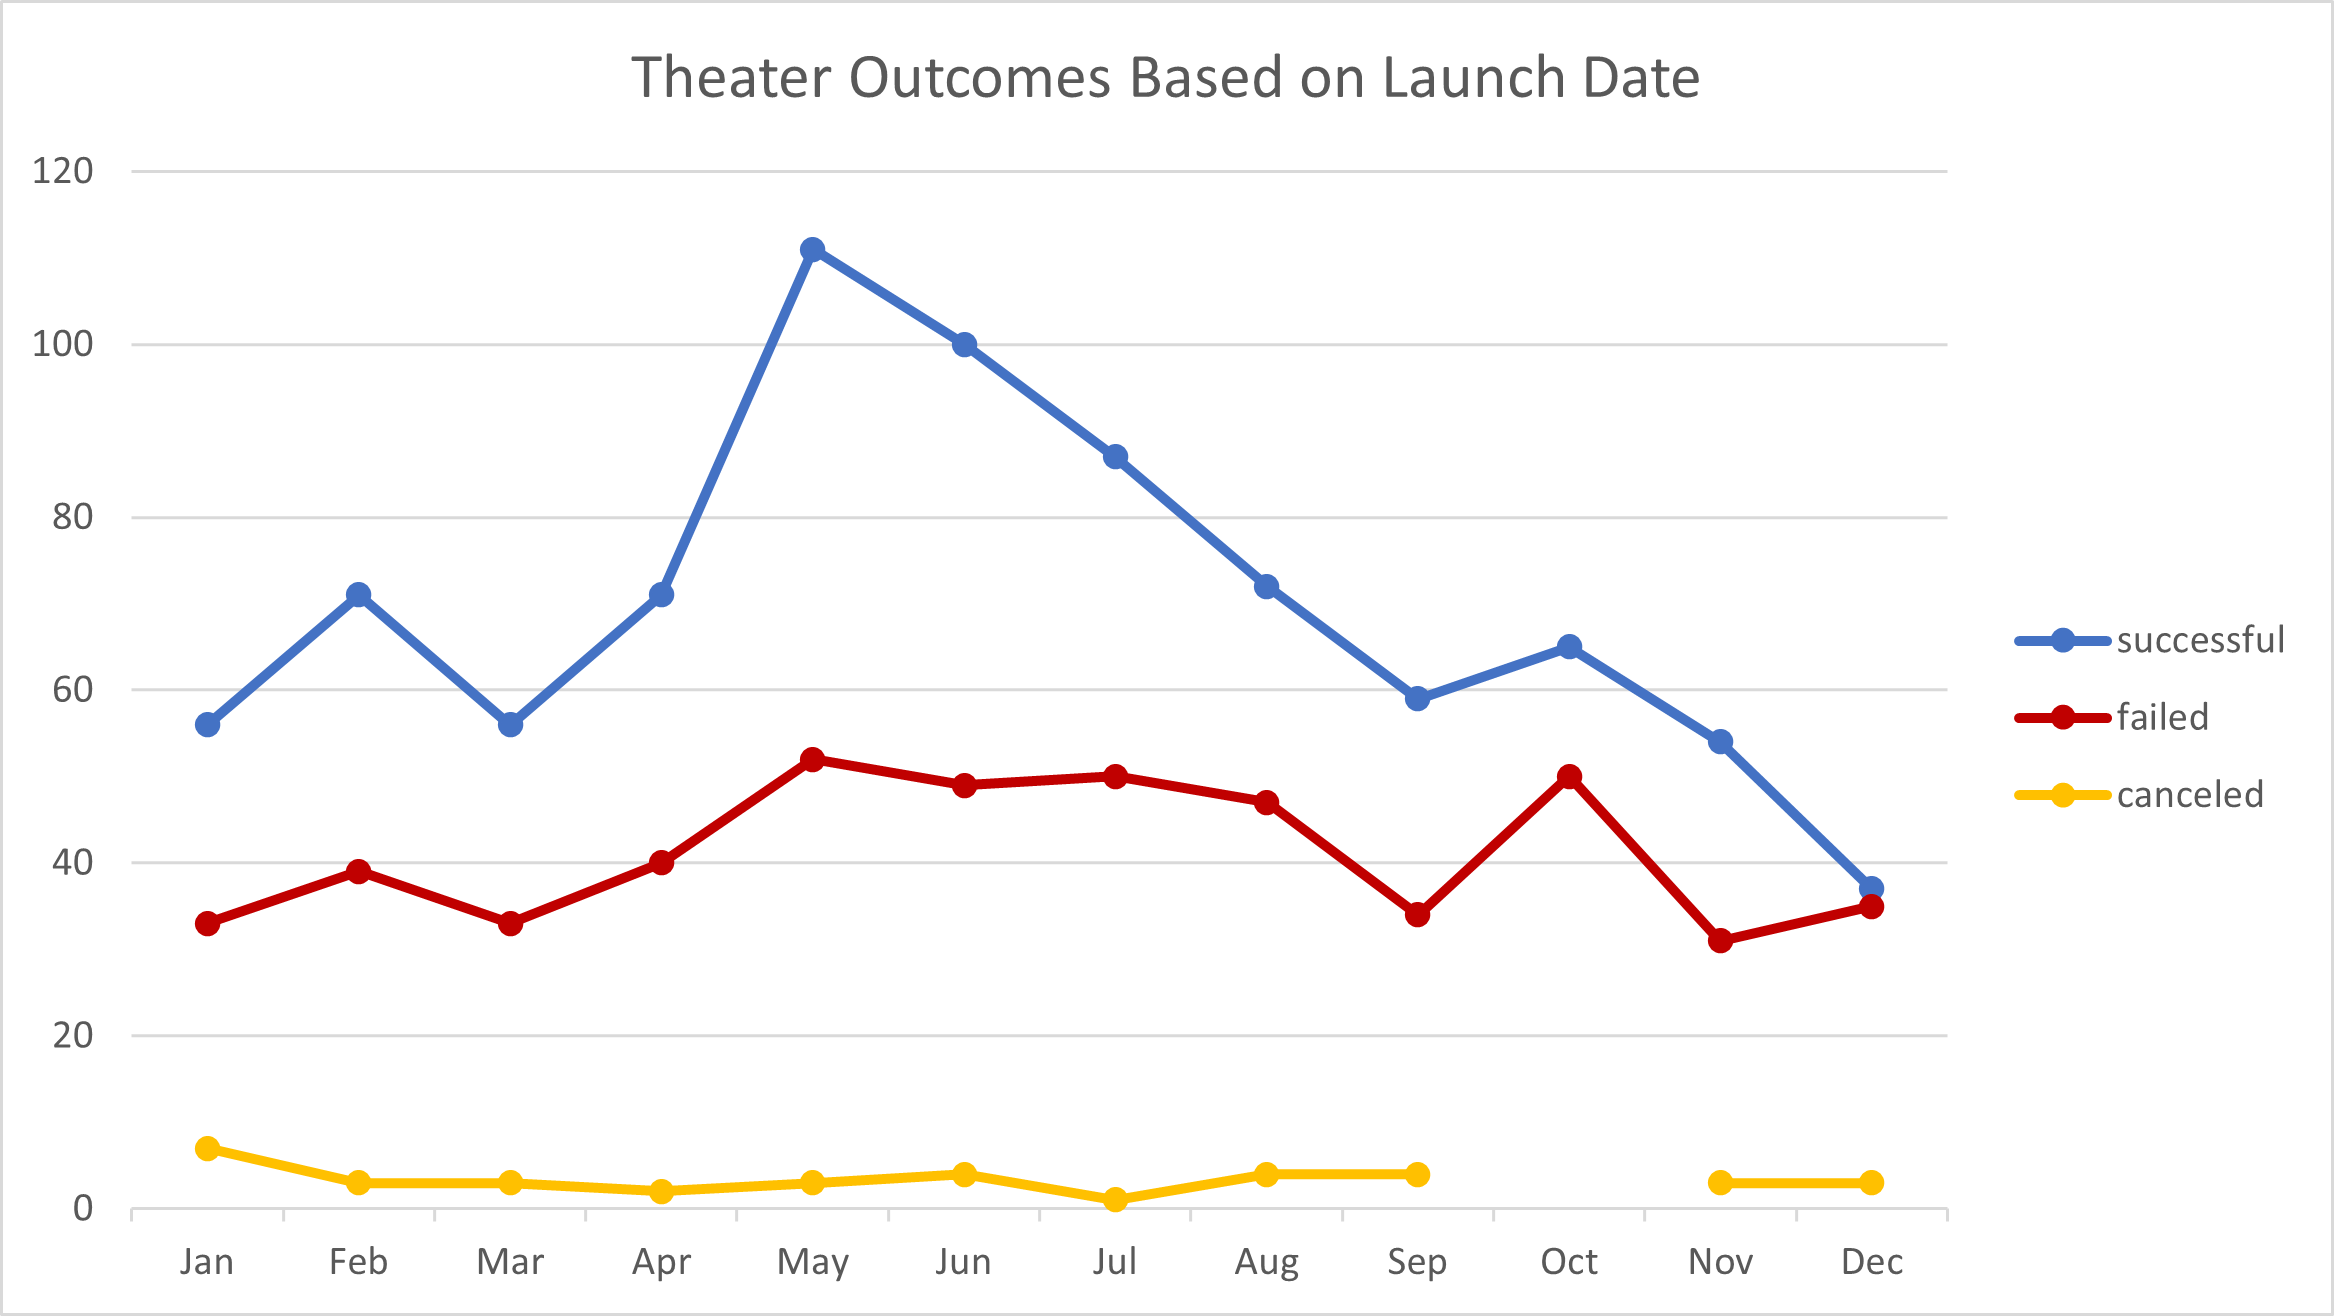 Theater Outcomes Based on Launch Date
120
100
80
60
40
20
0
Jan Feb Mar Apr May Jun Jul Aug Sep Oct Nov Dec
successful
failed
canceled